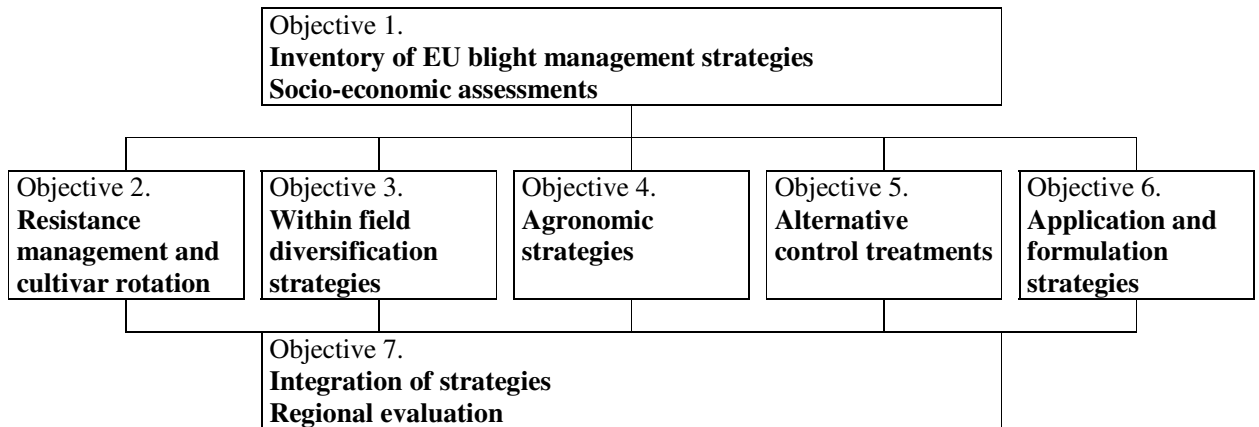 Objective 1.
Inventory of EU blight management strategies
Socio-economic assessments
Objective 2.
Resistance
management and
cultivar rotation
Objective 3.
Within field
diversification
strategies
Objective 4.
Agronomic
strategies
Objective 5.
Alternative
control treatments
Objective 6.
Application and
formulation
strategies
Objective 7.
Integration of strategies
Regional evaluation